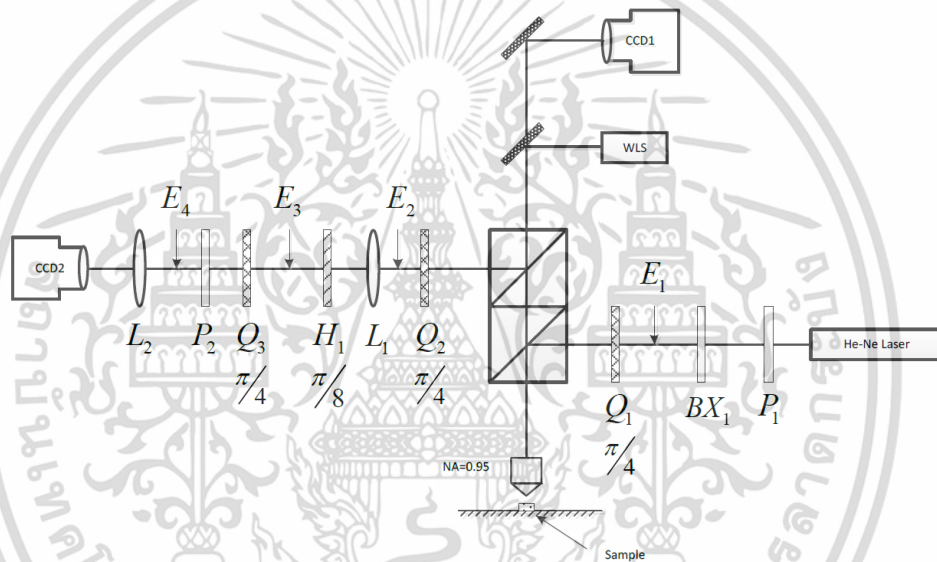 CCD1
WLS
E₄
E₃
E₂
CCD2
E₁
He-Ne Laser
L₂
P₂
Q₃
H₁
L₁
Q₂
π/4
π/8
π/4
Q₁
BX₁
P₁
π/4
NA=0.95
Sample